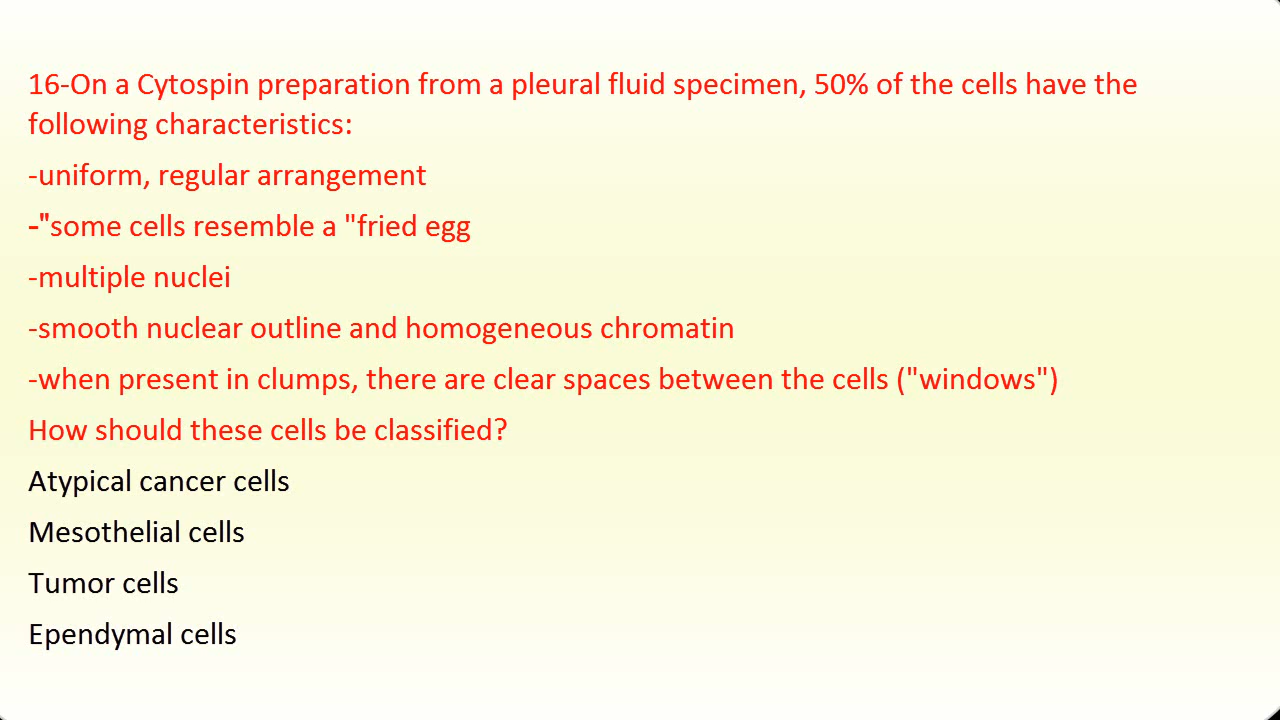 16-On a Cytospin preparation from a pleural fluid specimen, 50% of the cells have the
following characteristics:
-uniform, regular arrangement
-"some cells resemble a "fried egg
-multiple nuclei
-smooth nuclear outline and homogeneous chromatin
-when present in clumps, there are clear spaces between the cells ("windows")
How should these cells be classified?
Atypical cancer cells
Mesothelial cells
Tumor cells
Ependymal cells